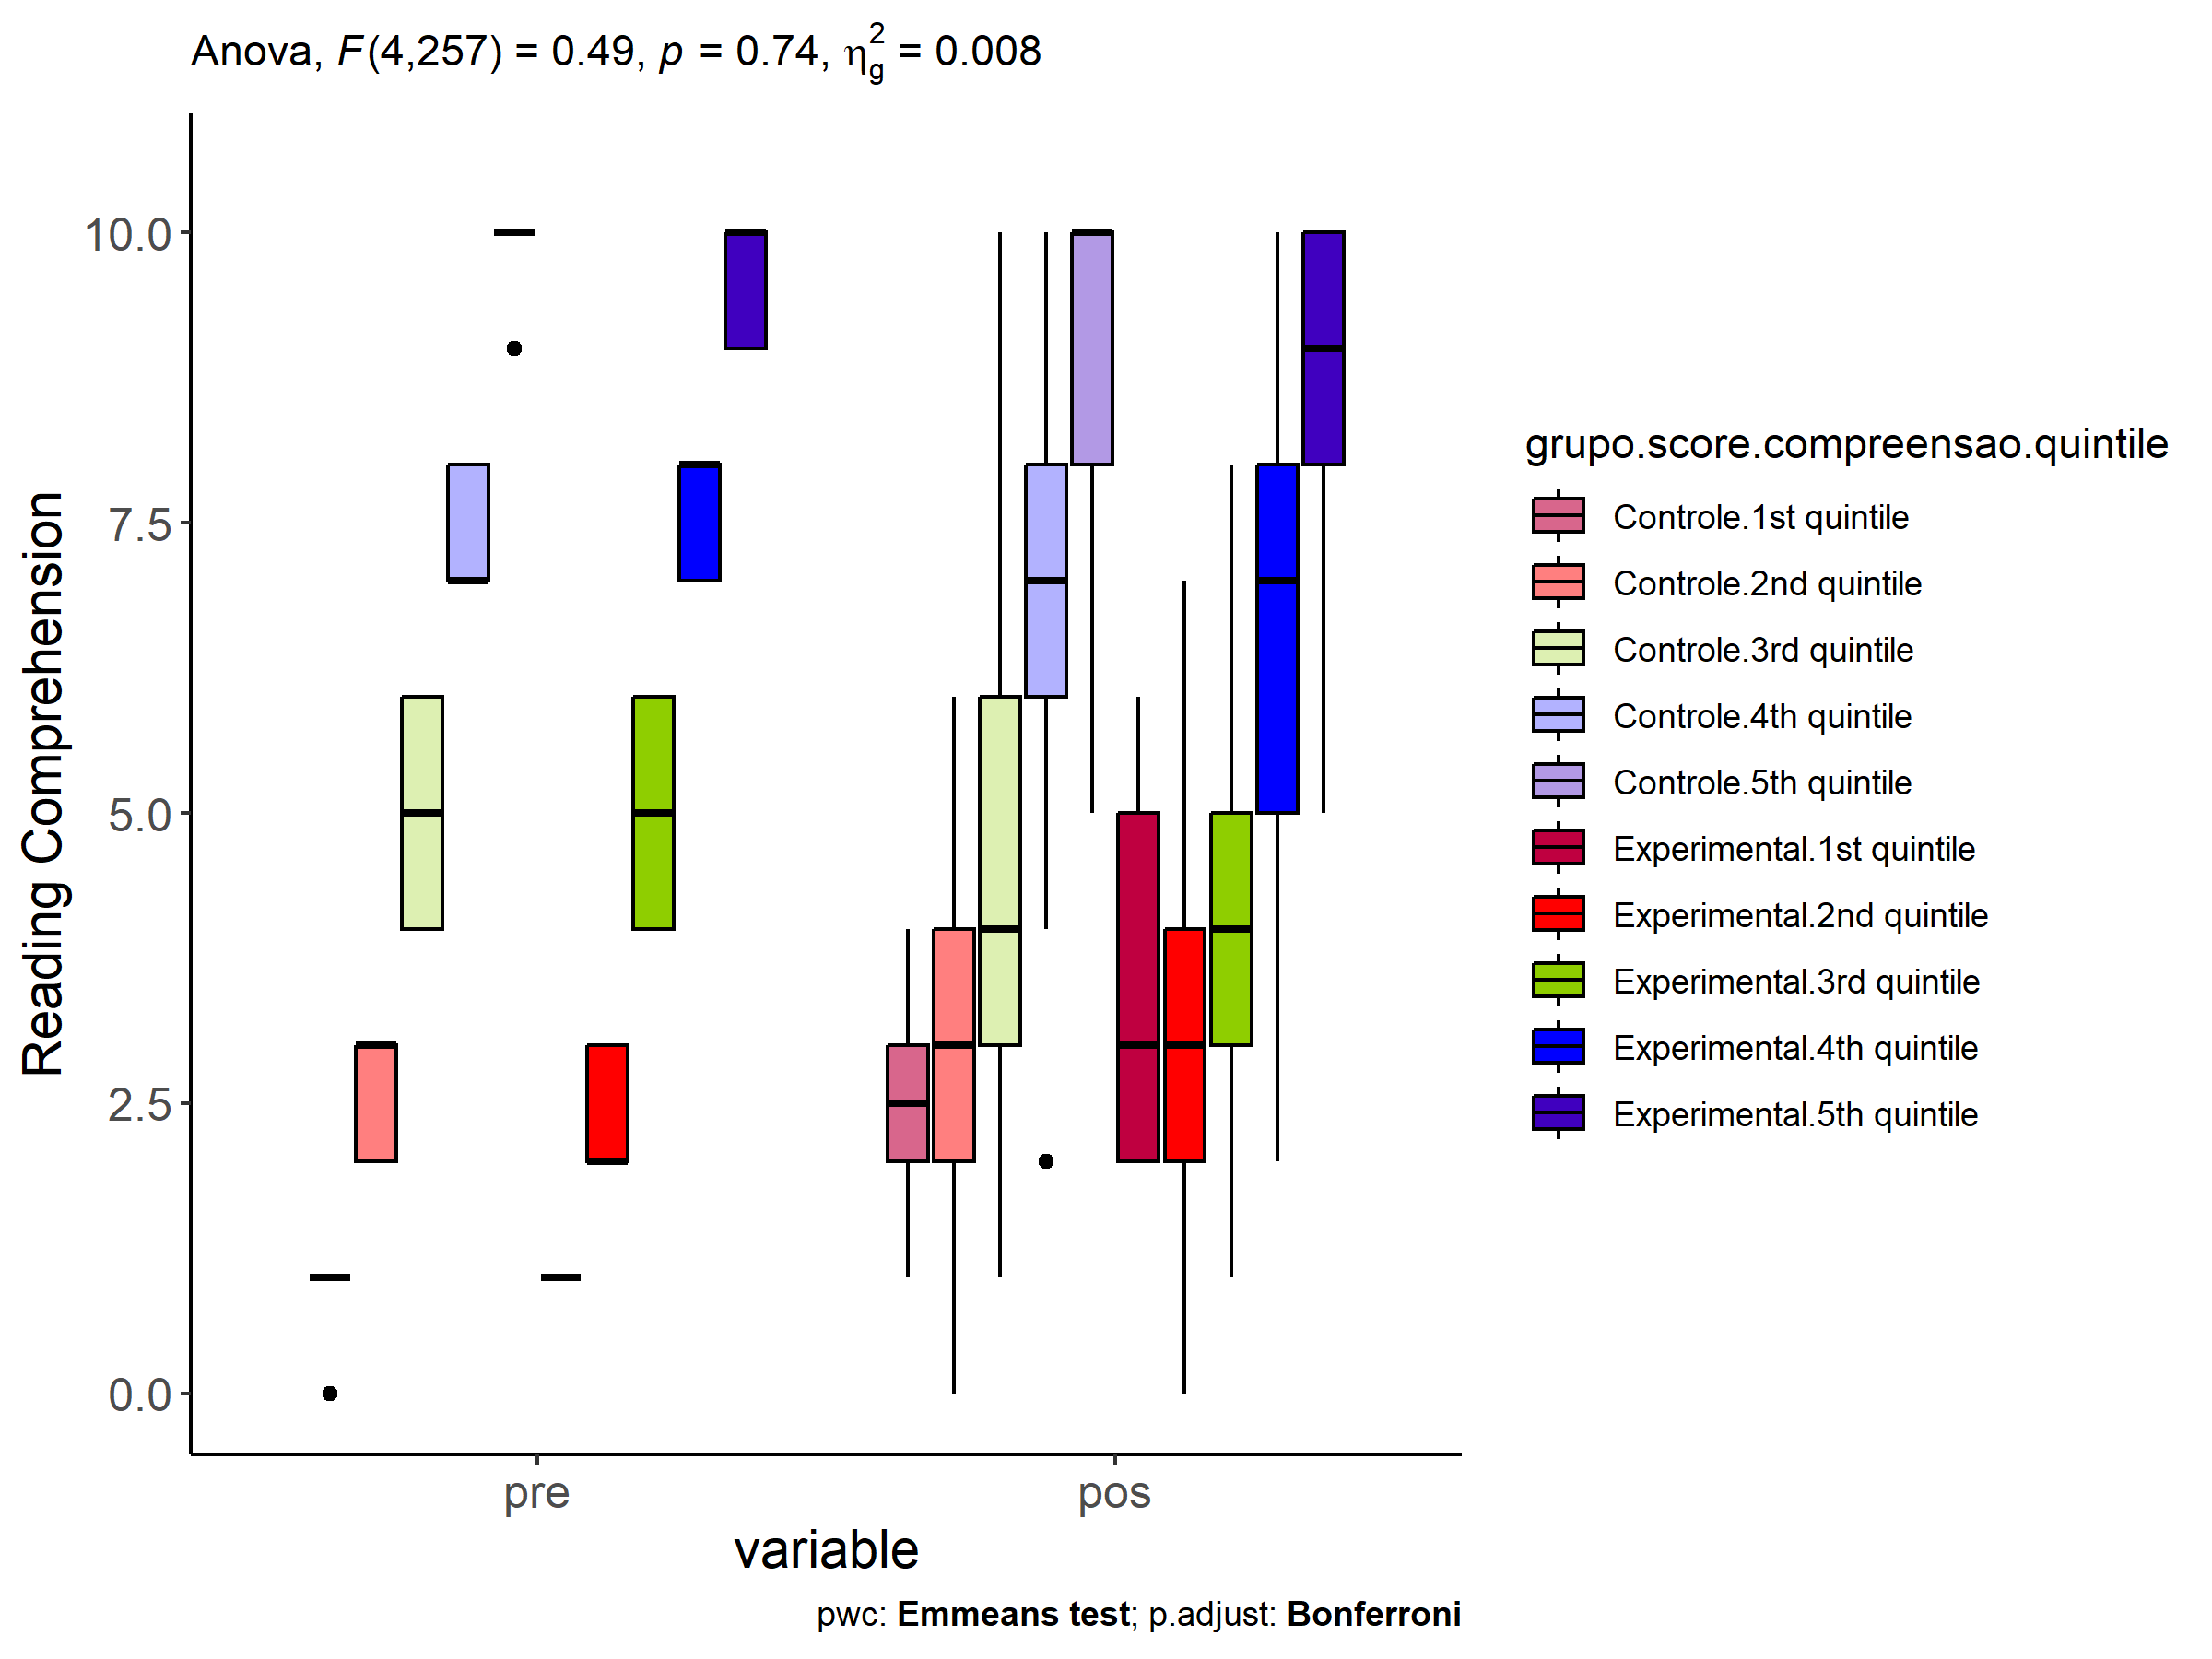 Anova, F(4,257) = 0.49, p = 0.74, η²g = 0.008
10.0
7.5
5.0
2.5
0.0
Reading Comprehension
pre
pos
variable
pwc: Emmeans test; p.adjust: Bonferroni
grupo.score.compreensao.quintile
Controle.1st quintile
Controle.2nd quintile
Controle.3rd quintile
Controle.4th quintile
Controle.5th quintile
Experimental.1st quintile
Experimental.2nd quintile
Experimental.3rd quintile
Experimental.4th quintile
Experimental.5th quintile